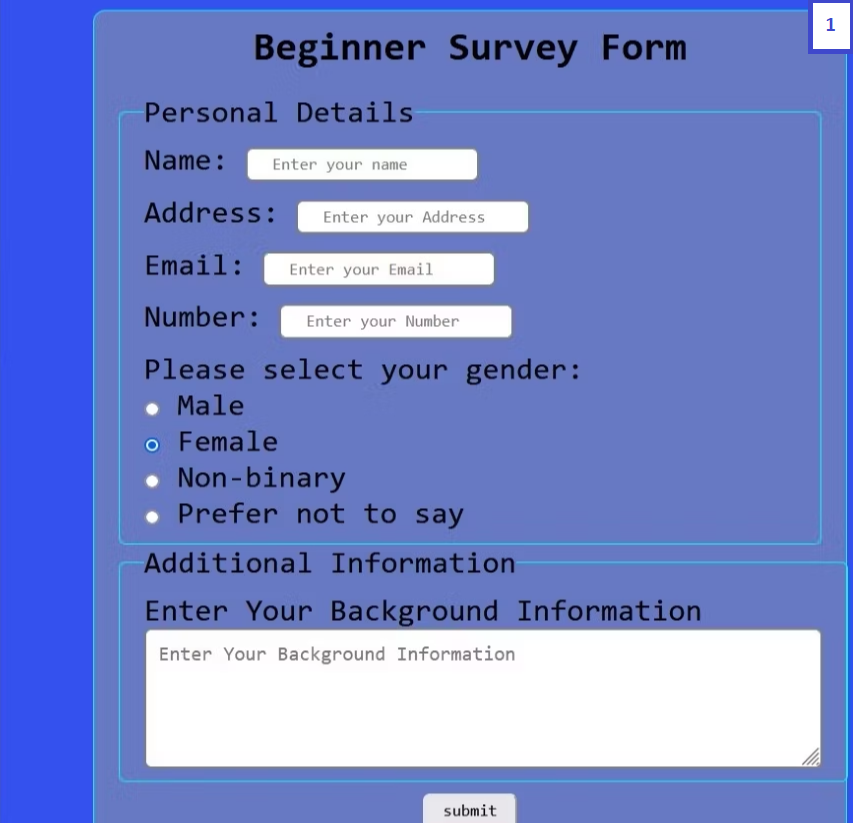 1
Beginner Survey Form
Personal Details
Name: Enter your name
Address: Enter your Address
Email: Enter your Email
Number: Enter your Number
Please select your gender:
Male
Female
Non-binary
Prefer not to say
Additional Information
Enter Your Background Information
Enter Your Background Information
submit